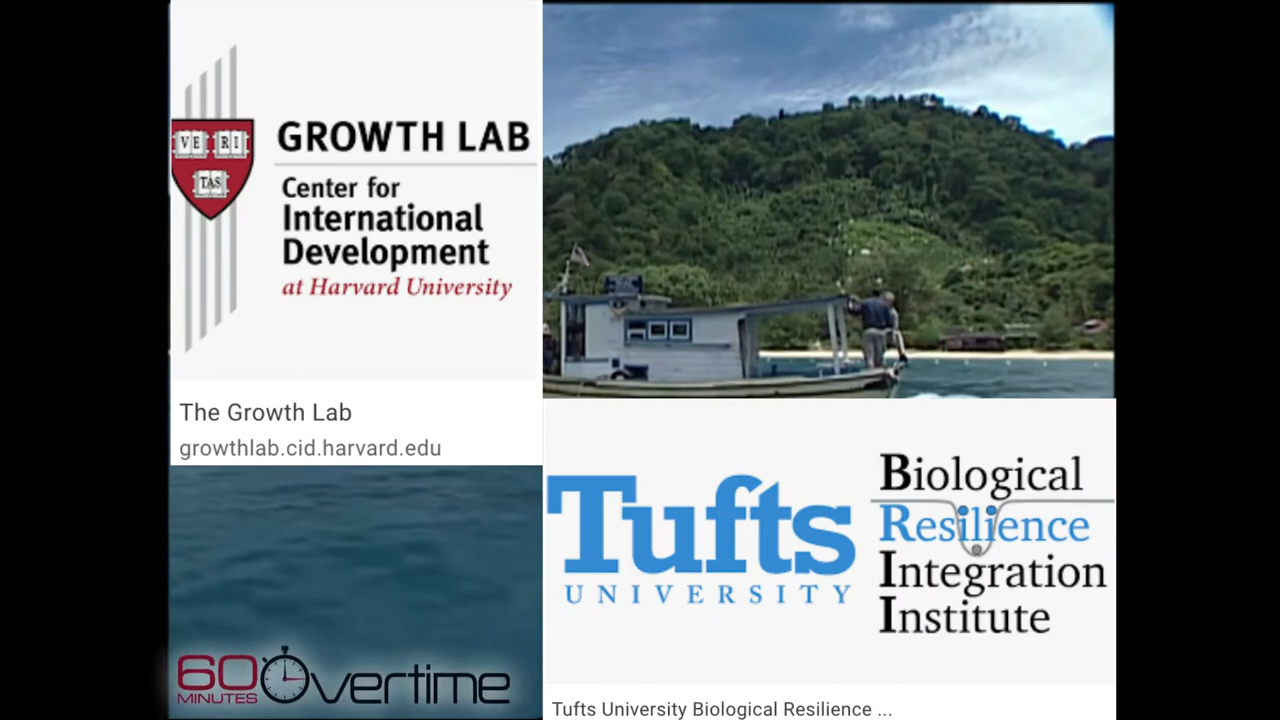 VE RI
TAS
GROWTH LAB
Center for
International
Development
at Harvard University
The Growth Lab
growthlab.cid.harvard.edu
Tufts
UNIVERSITY
Biological
Resilience
Integration
Institute
Tufts University Biological Resilience ...
60
MINUTES
Overtime